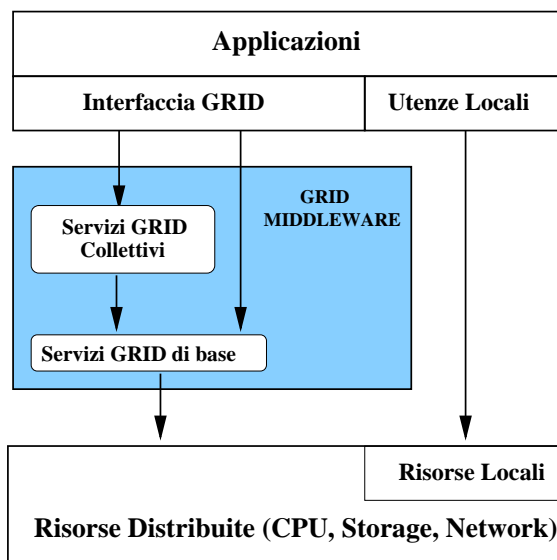 Applicazioni
Interfaccia GRID
Utenze Locali
GRID
MIDDLEWARE
Servizi GRID
Collettivi
Servizi GRID di base
Risorse Locali
Risorse Distribuite (CPU, Storage, Network)